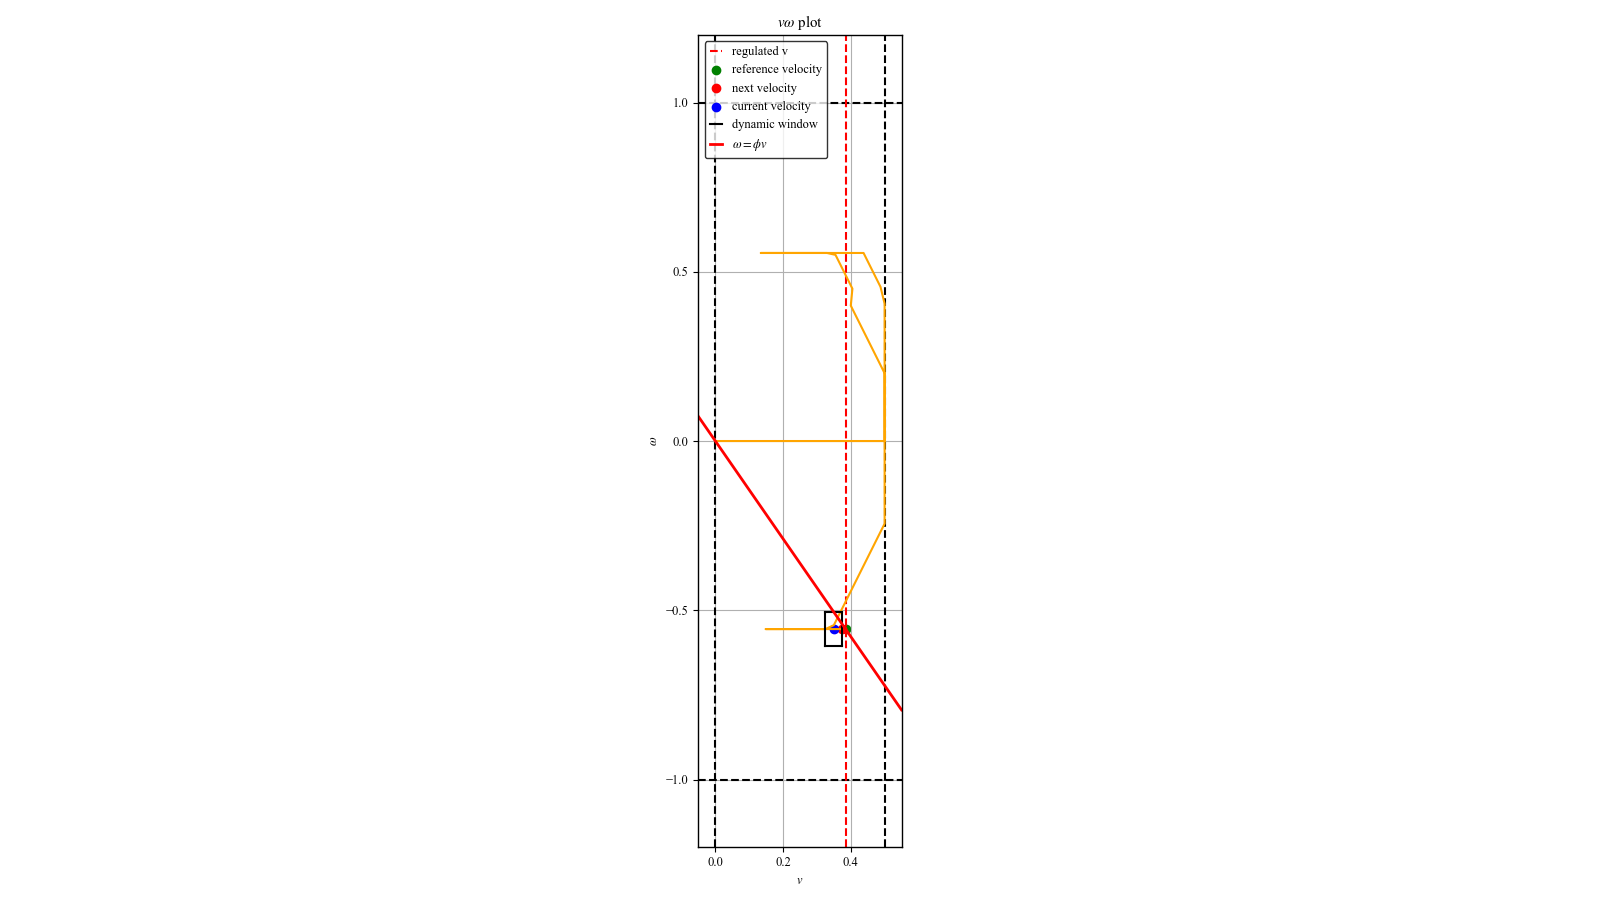 vω plot
regulated v
reference velocity
next velocity
current velocity
dynamic window
ω = ϕv
1.0
0.5
0.0
−0.5
−1.0
ω
0.0 0.2 0.4
v